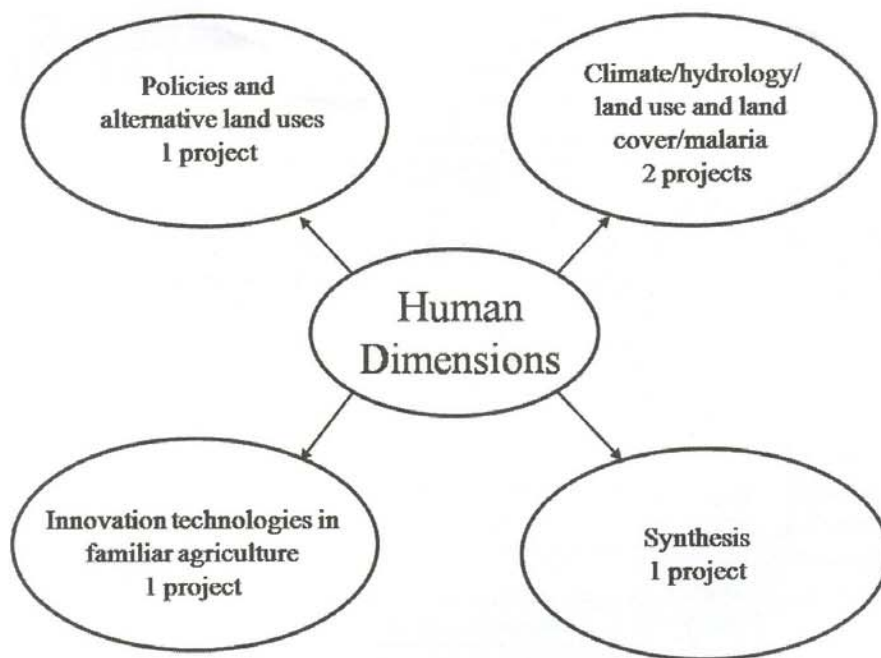 Policies and
alternative land uses
1 project
Climate/hydrology/
land use and land
cover/malaria
2 projects
Human
Dimensions
Innovation technologies in
familiar agriculture
1 project
Synthesis
1 project